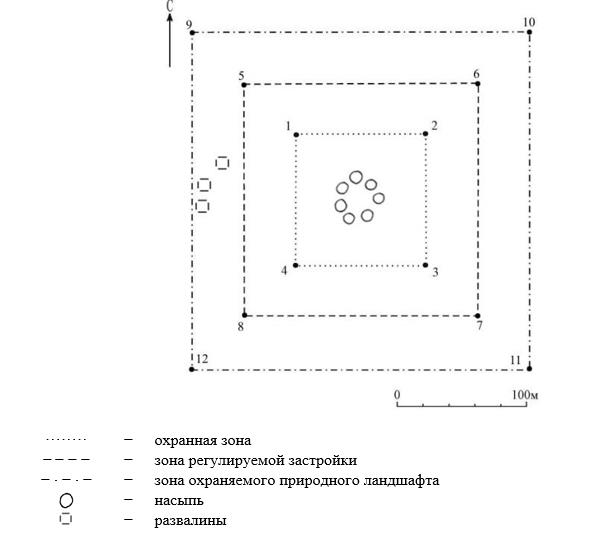 С
9 10
5 6
1 2
4 3
8 7
12 11
0 100м
– охранная зона
– зона регулируемой застройки
– зона охраняемого природного ландшафта
– насыпь
– развалины